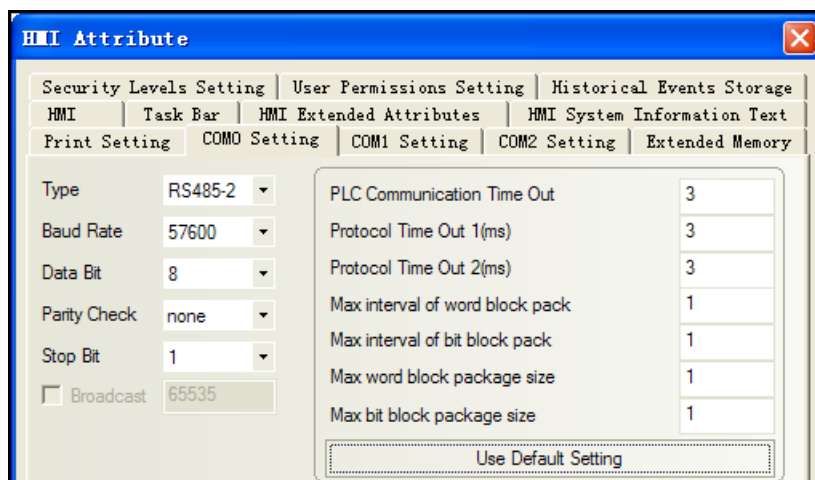 HMI Attribute
Security Levels Setting User Permissions Setting Historical Events Storage
HMI Task Bar HMI Extended Attributes HMI System Information Text
Print Setting COM0 Setting COM1 Setting COM2 Setting Extended Memory
Type RS485-2
Baud Rate 57600
Data Bit 8
Parity Check none
Stop Bit 1
Broadcast 65535
PLC Communication Time Out 3
Protocol Time Out 1(ms) 3
Protocol Time Out 2(ms) 3
Max interval of word block pack 1
Max interval of bit block pack 1
Max word block package size 1
Max bit block package size 1
Use Default Setting